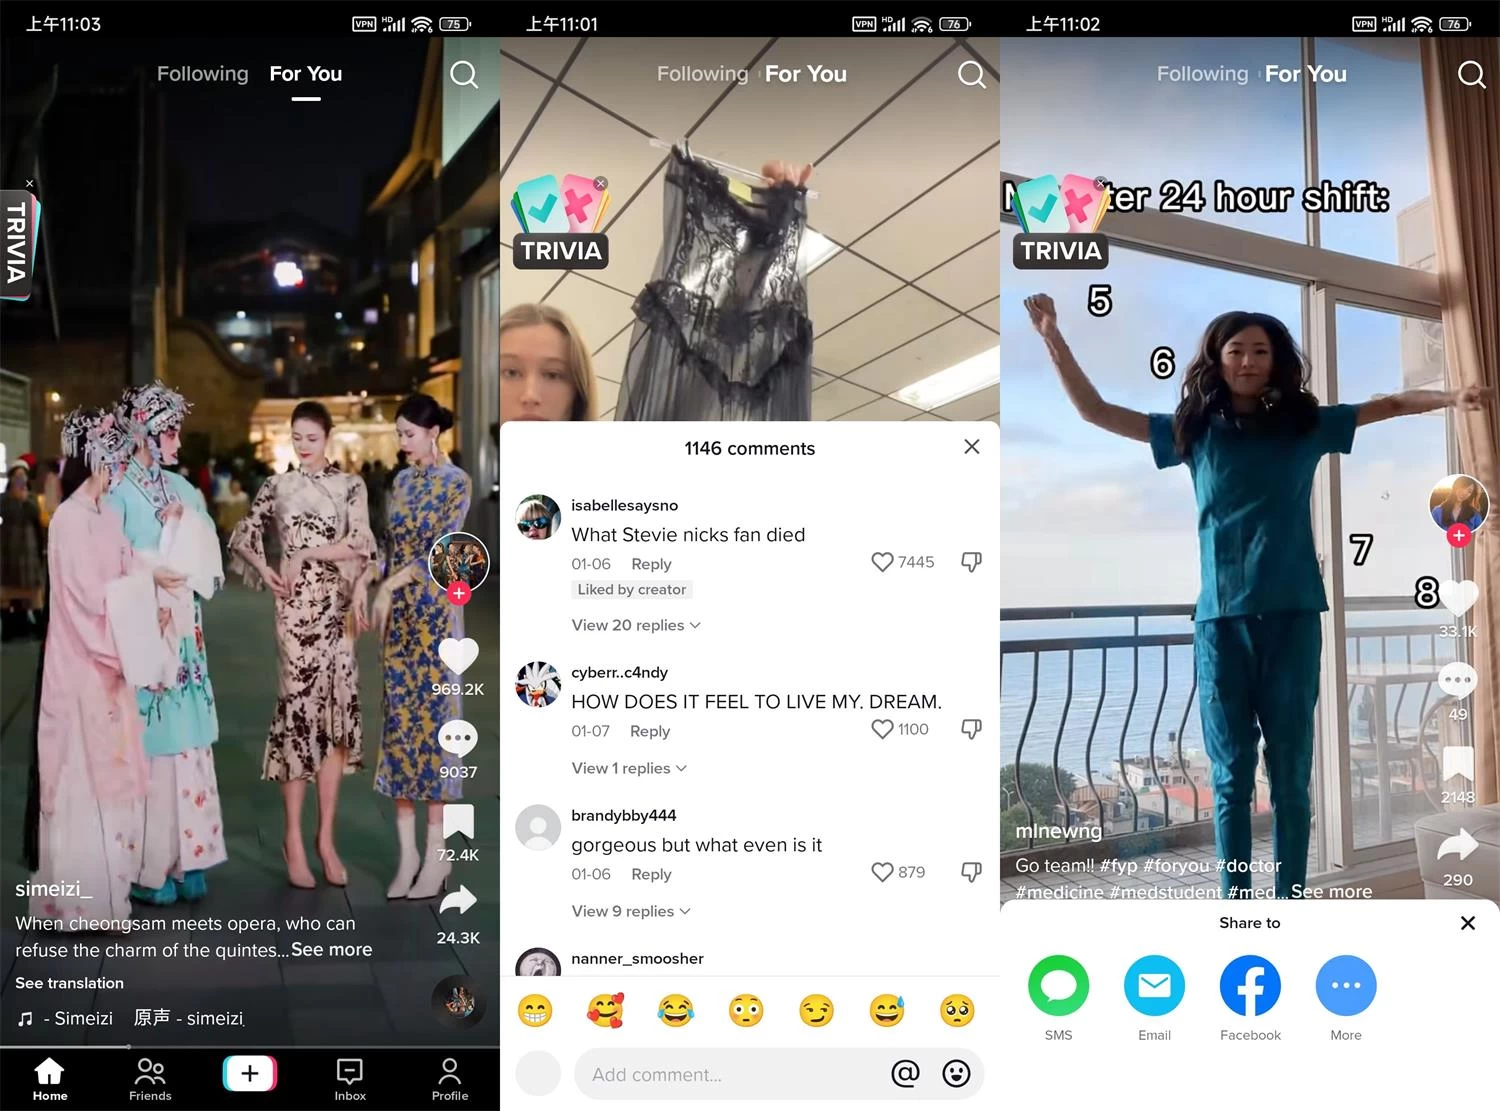 上午11:03
VPN
HD
75
Following
For You
TRIVIA
969.2K
9037
72.4K
24.3K
simeizi_
When cheongsam meets opera, who can
refuse the charm of the quintes...See more
See translation
- Simeizi 原声 - simeizi
Home
Friends
Inbox
Profile
上午11:01
VPN
HD
76
Following
For You
TRIVIA
1146 comments
isabellesaysno
What Stevie nicks fan died
01-06 Reply
7445
Liked by creator
View 20 replies
cyberr..c4ndy
HOW DOES IT FEEL TO LIVE MY. DREAM.
01-07 Reply
1100
View 1 replies
brandybby444
gorgeous but what even is it
01-06 Reply
879
View 9 replies
nanner_smoosher
Add comment...
@
上午11:02
VPN
HD
76
Following
For You
24 hour shift:
TRIVIA
5
6
7
8
33.1K
49
2148
290
mlnewng
Go team!! #fyp #foryou #doctor
#medicine #medstudent #med...See more
Share to
SMS
Email
Facebook
More